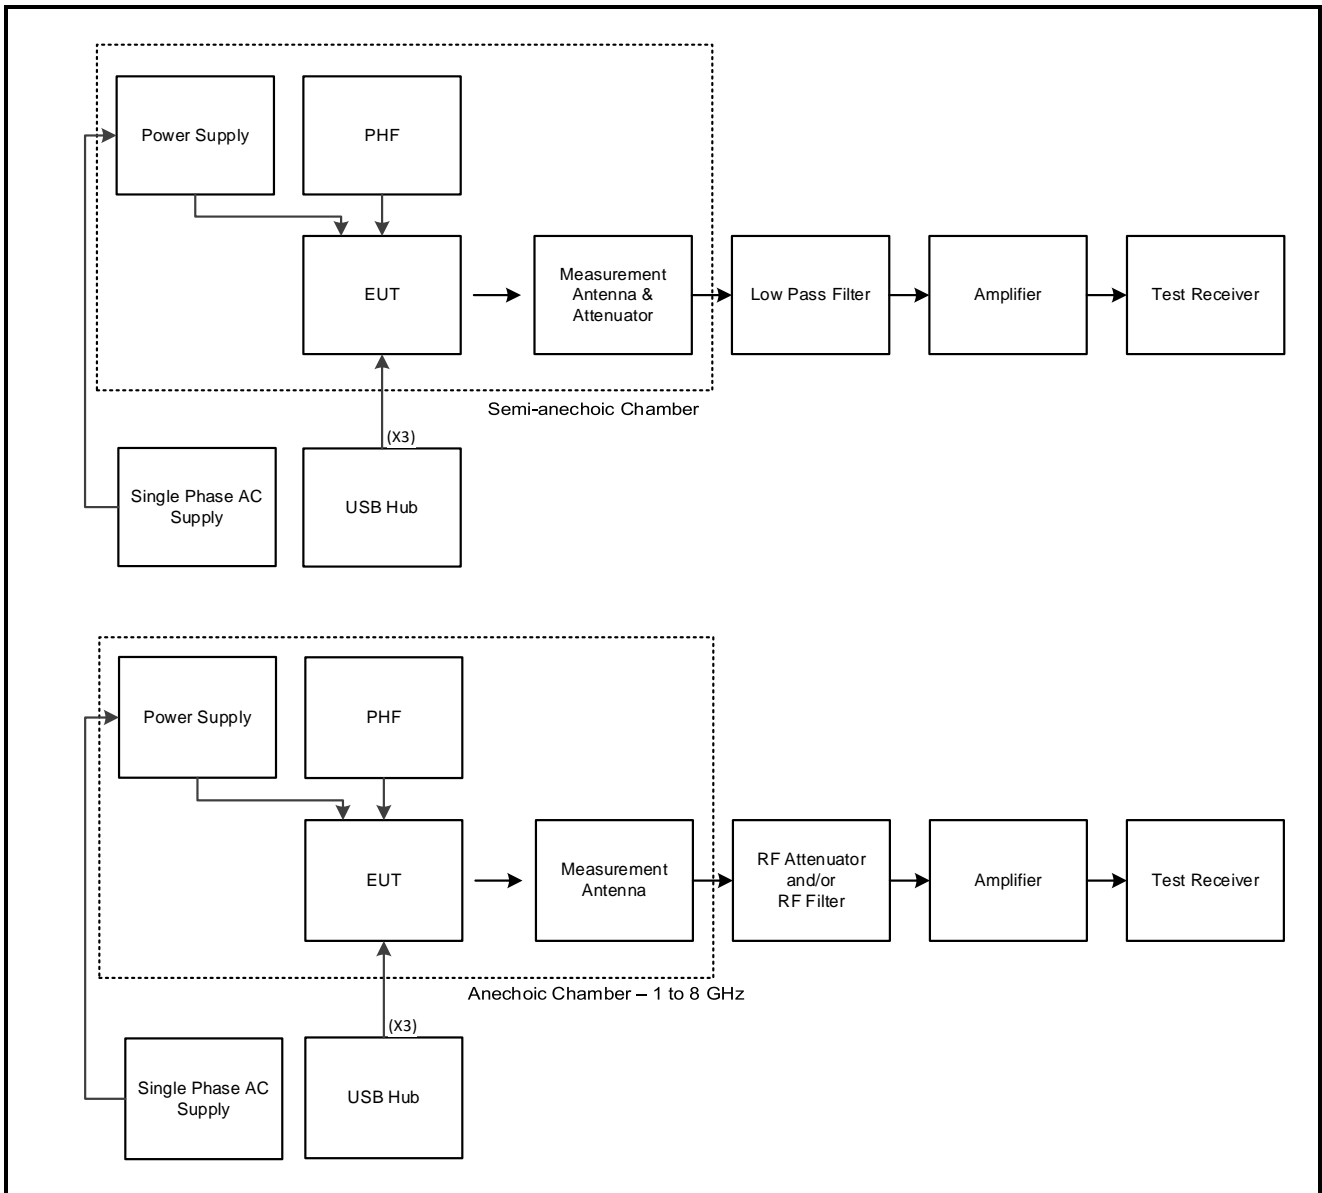 Power Supply
PHF
EUT
Measurement
Antenna &
Attenuator
Low Pass Filter
Amplifier
Test Receiver
Semi-anechoic Chamber
(X3)
Single Phase AC
Supply
USB Hub
Power Supply
PHF
EUT
Measurement
Antenna
RF Attenuator
and/or
RF Filter
Amplifier
Test Receiver
Anechoic Chamber – 1 to 8 GHz
(X3)
Single Phase AC
Supply
USB Hub